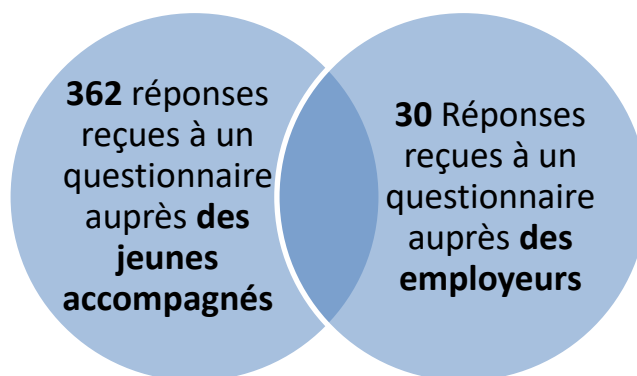 362 réponses
reçues à un
questionnaire
auprès des
jeunes
accompagnés
30 Réponses
reçues à un
questionnaire
auprès des
employeurs